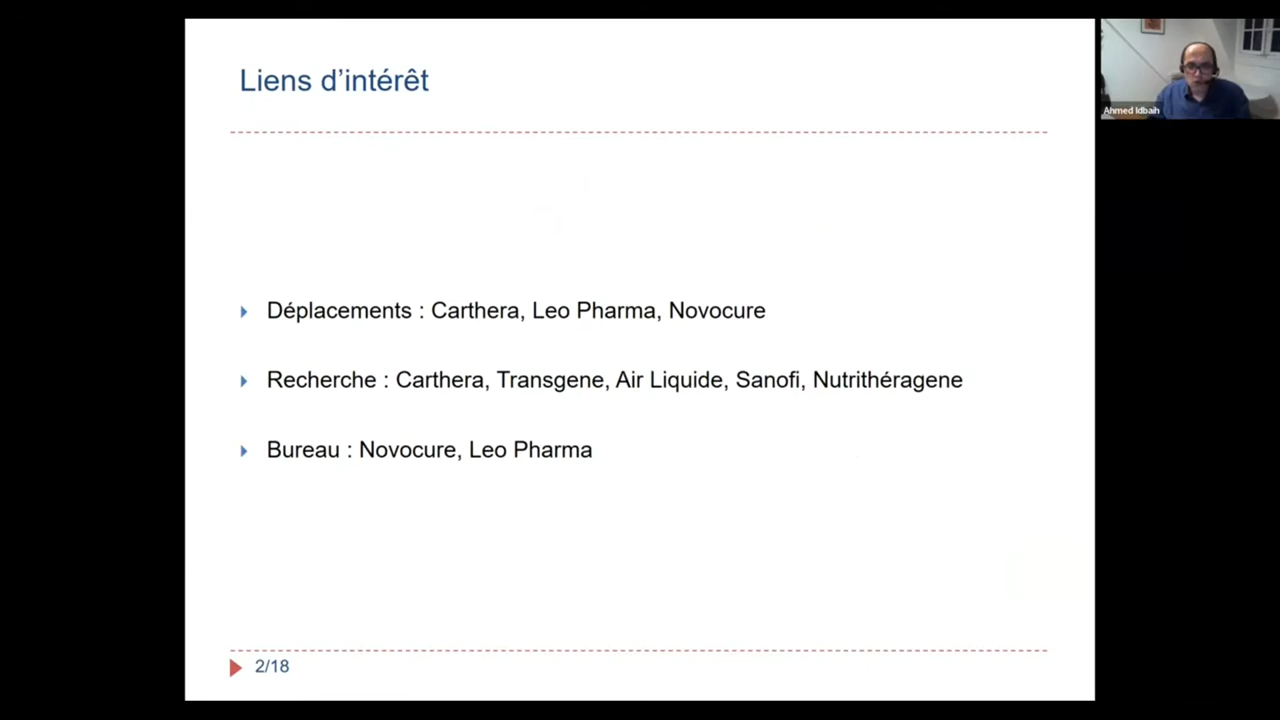 Liens d’intérêt
Ahmed Idbaih
Déplacements : Carthera, Leo Pharma, Novocure
Recherche : Carthera, Transgene, Air Liquide, Sanofi, Nutrithéragene
Bureau : Novocure, Leo Pharma
2/18